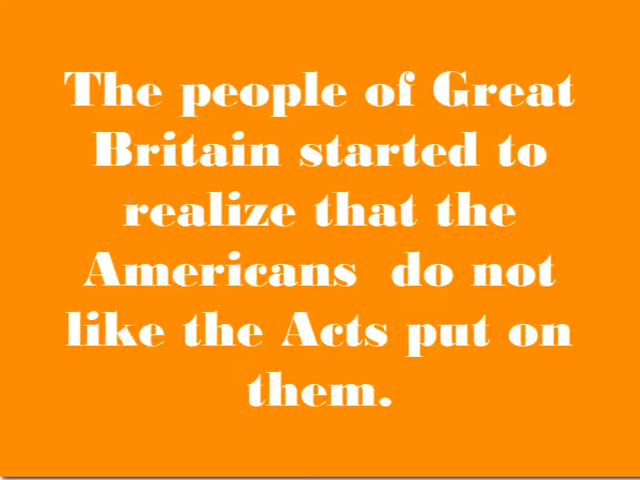 The people of Great
Britain started to
realize that the
Americans  do not
like the Acts put on
them.